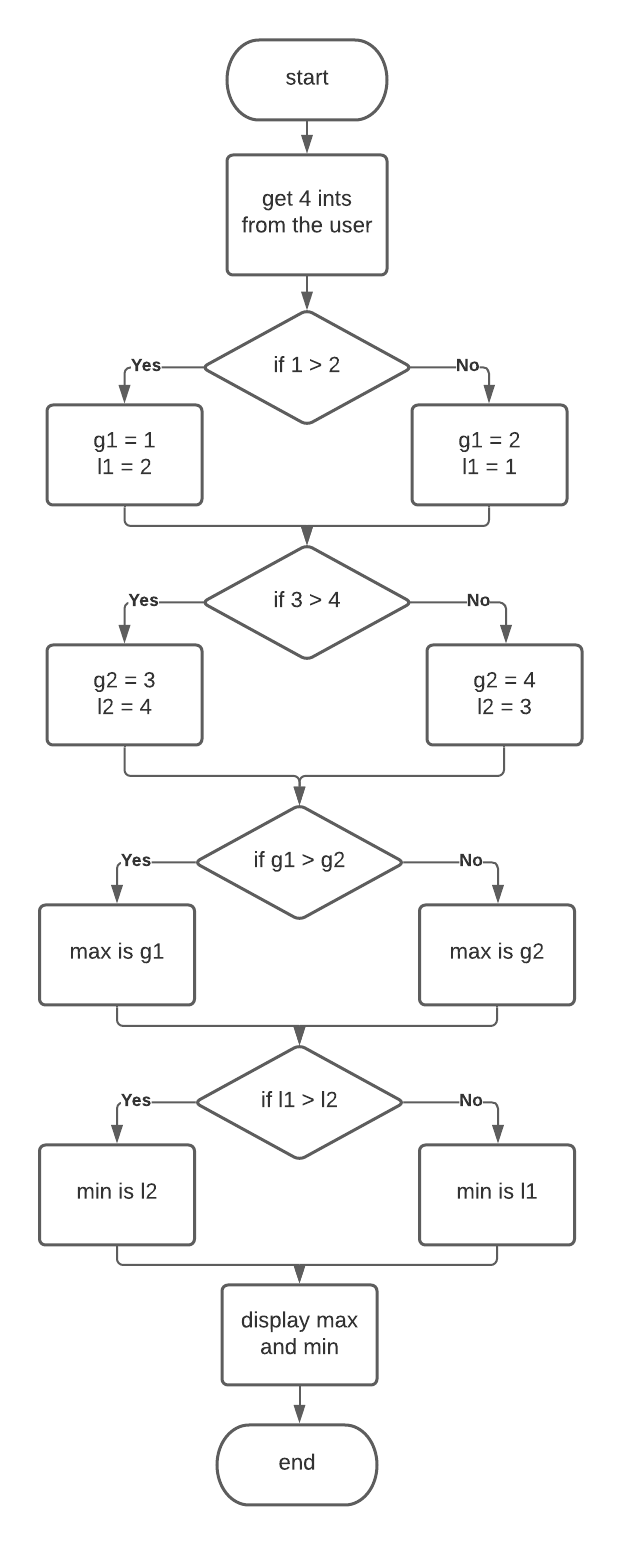 start
get 4 ints
from the user
if 1 > 2
Yes
No
g1 = 1
l1 = 2
g1 = 2
l1 = 1
if 3 > 4
Yes
No
g2 = 3
l2 = 4
g2 = 4
l2 = 3
if g1 > g2
Yes
No
max is g1
max is g2
if l1 > l2
Yes
No
min is l2
min is l1
display max
and min
end